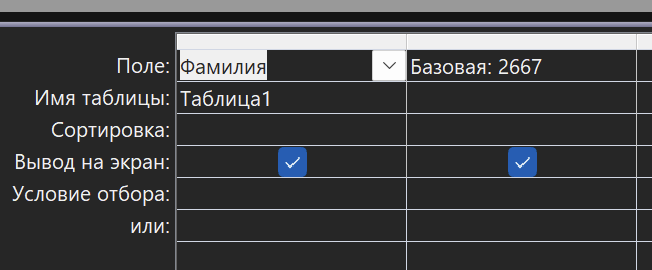 Поле: Фамилия Базовая: 2667
Имя таблицы: Таблица1
Сортировка:
Вывод на экран:
Условие отбора:
или: